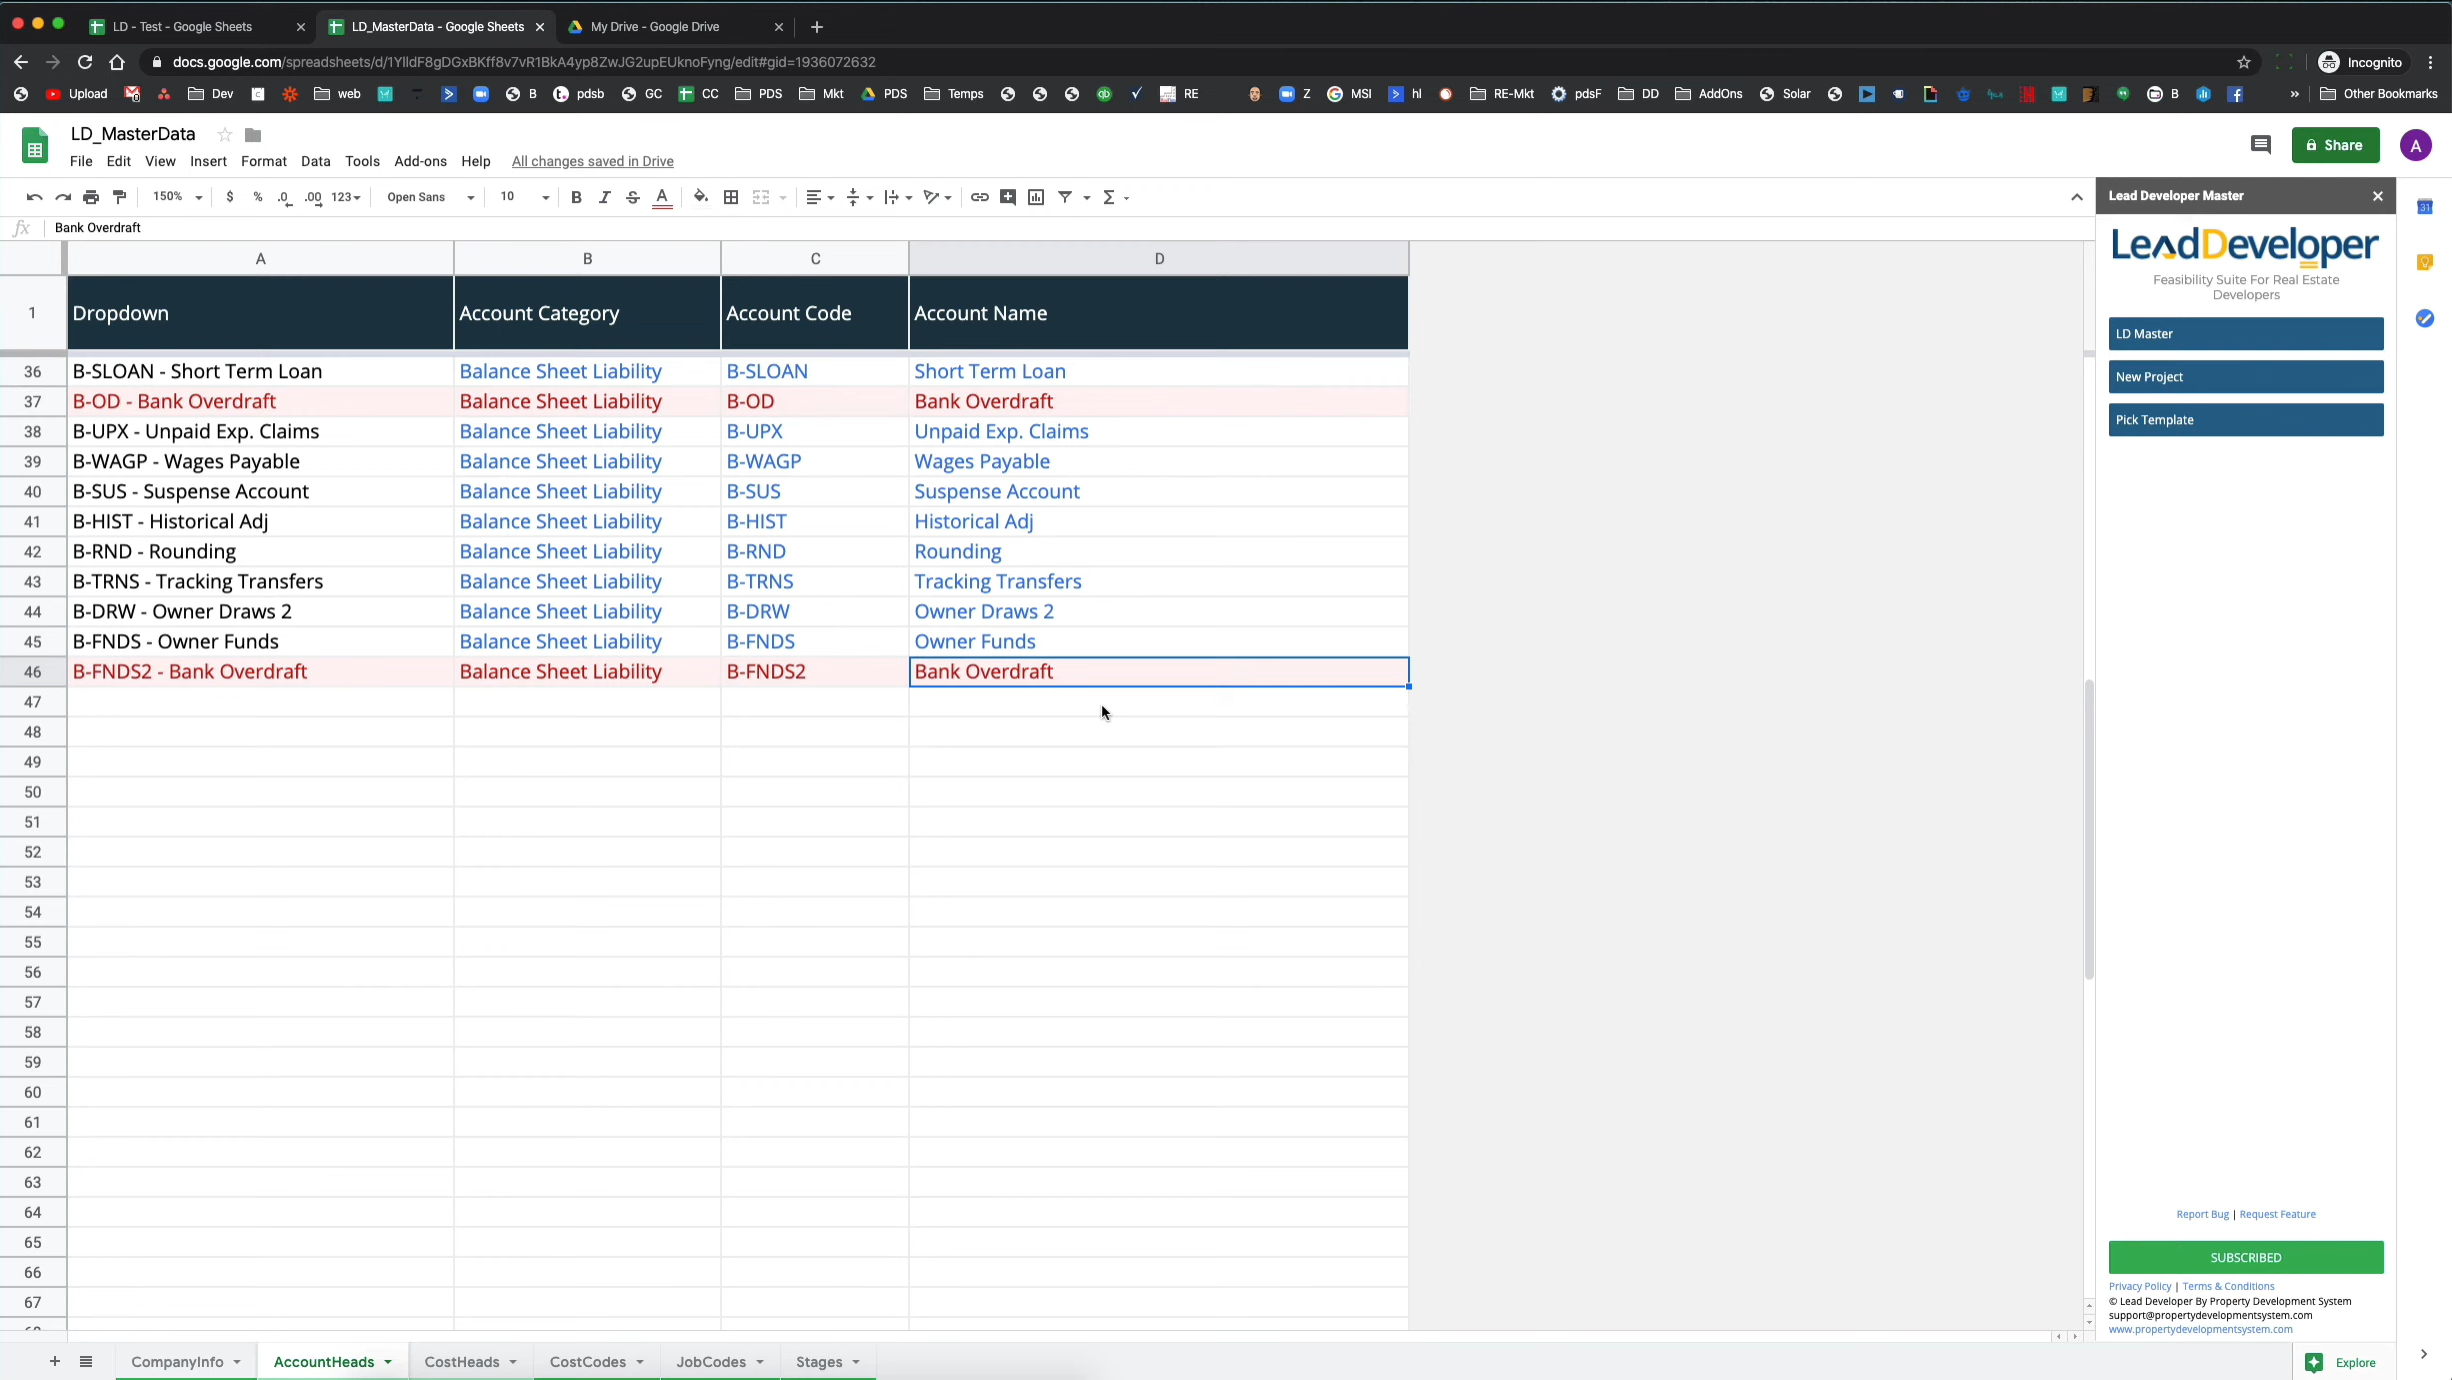 LD - Test - Google Sheets
LD_MasterData - Google Sheets
My Drive - Google Drive
docs.google.com/spreadsheets/d/1YlldF8gDGxBKff8v7vR1BkA4yp8ZwJG2upEUknoFyng/edit#gid=1936072632
Incognito
Upload Dev web B pdsb GC CC PDS Mkt PDS Temps RE Z MSI hl RE-Mkt pdsF DD AddOns Solar B Other Bookmarks
LD_MasterData
File Edit View Insert Format Data Tools Add-ons Help All changes saved in Drive
Share
A
150% $ % .0 .00 123 Open Sans 10 B I S A
fx Bank Overdraft
A B C D
1 Dropdown Account Category Account Code Account Name
36 B-SLOAN - Short Term Loan Balance Sheet Liability B-SLOAN Short Term Loan
37 B-OD - Bank Overdraft Balance Sheet Liability B-OD Bank Overdraft
38 B-UPX - Unpaid Exp. Claims Balance Sheet Liability B-UPX Unpaid Exp. Claims
39 B-WAGP - Wages Payable Balance Sheet Liability B-WAGP Wages Payable
40 B-SUS - Suspense Account Balance Sheet Liability B-SUS Suspense Account
41 B-HIST - Historical Adj Balance Sheet Liability B-HIST Historical Adj
42 B-RND - Rounding Balance Sheet Liability B-RND Rounding
43 B-TRNS - Tracking Transfers Balance Sheet Liability B-TRNS Tracking Transfers
44 B-DRW - Owner Draws 2 Balance Sheet Liability B-DRW Owner Draws 2
45 B-FNDS - Owner Funds Balance Sheet Liability B-FNDS Owner Funds
46 B-FNDS2 - Bank Overdraft Balance Sheet Liability B-FNDS2 Bank Overdraft
47
48
49
50
51
52
53
54
55
56
57
58
59
60
61
62
63
64
65
66
67
Lead Developer Master
LeadDeveloper
Feasibility Suite For Real Estate
Developers
LD Master
New Project
Pick Template
Report Bug | Request Feature
SUBSCRIBED
Privacy Policy | Terms & Conditions
© Lead Developer By Property Development System
support@propertydevelopmentsystem.com
www.propertydevelopmentsystem.com
CompanyInfo AccountHeads CostHeads CostCodes JobCodes Stages
Explore